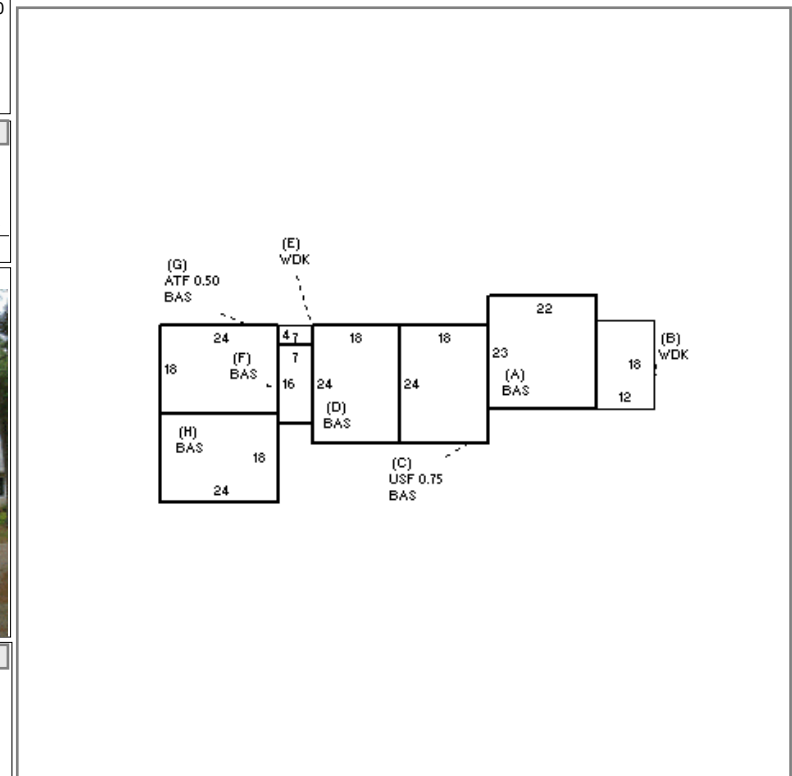 (E)
WDK
(G)
ATF 0.50
BAS
22
24
4
7
18
18
(B)
WDK
23
7
(F)
BAS
18
18
16
24
24
(A)
BAS
12
(D)
BAS
(H)
BAS
18
(C)
USF 0.75
BAS
24